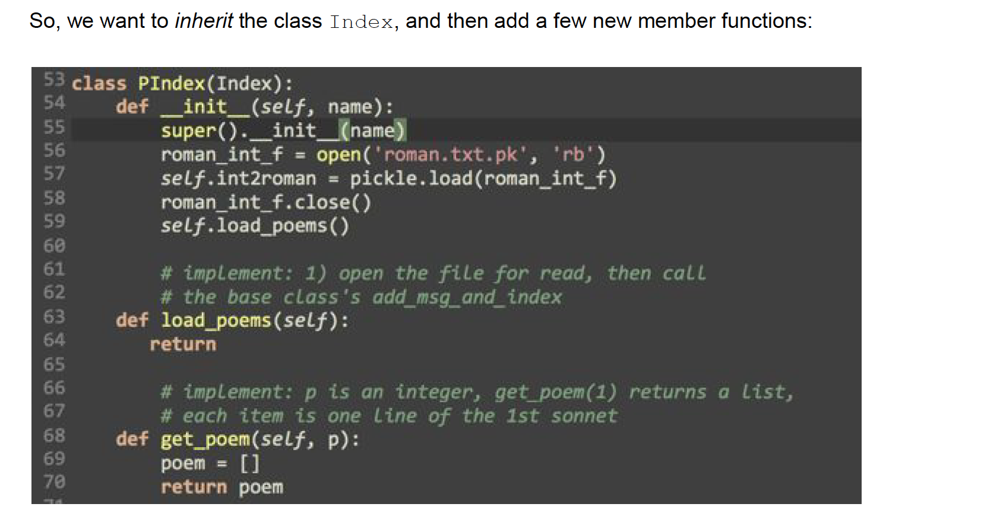 So, we want to inherit the class Index, and then add a few new member functions:
53 class PIndex(Index):
54     def __init__(self, name):
55         super().__init__(name)
56         roman_int_f = open('roman.txt.pk', 'rb')
57         self.int2roman = pickle.load(roman_int_f)
58         roman_int_f.close()
59         self.load_poems()
60
61         # implement: 1) open the file for read, then call
62         # the base class's add_msg_and_index
63     def load_poems(self):
64        return
65
66         # implement: p is an integer, get_poem(1) returns a list,
67         # each item is one line of the 1st sonnet
68     def get_poem(self, p):
69         poem = []
70         return poem